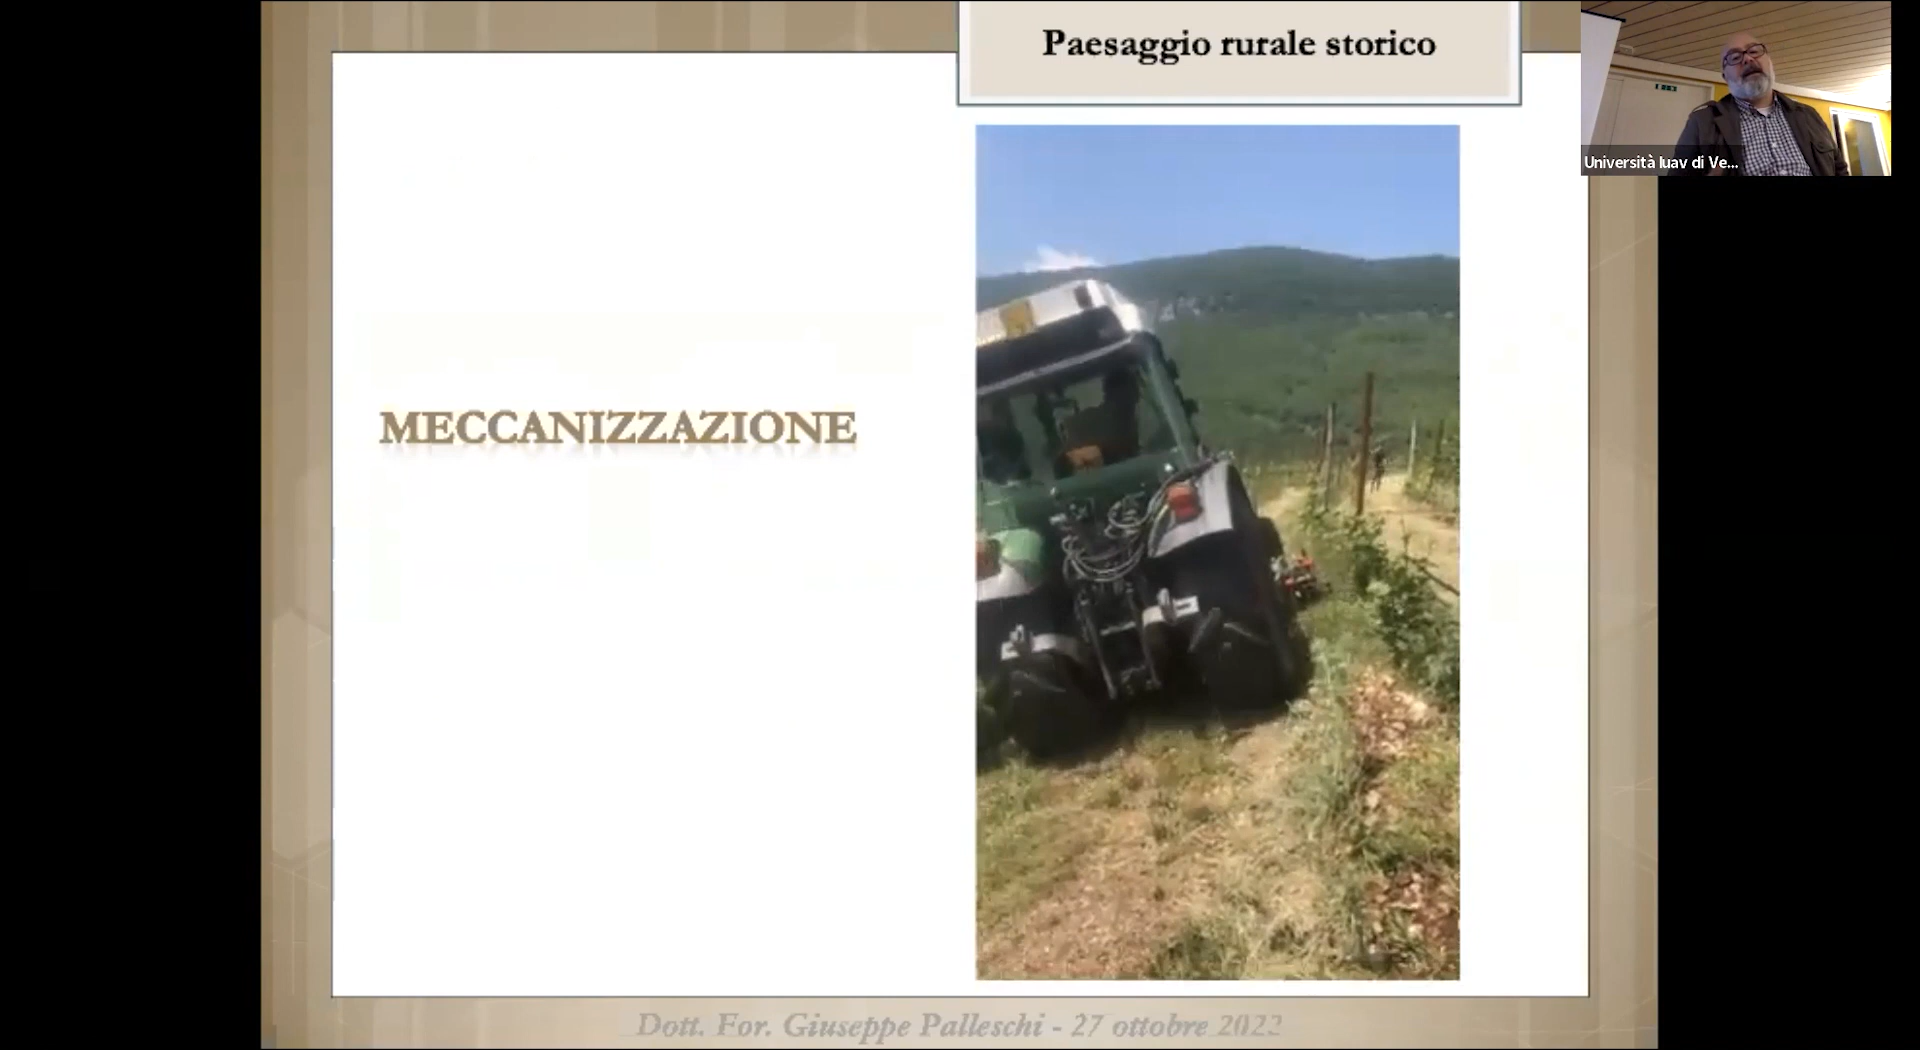 Paesaggio rurale storico
Università Iuav di Ve...
MECCANIZZAZIONE
Dott. For. Giuseppe Palleschi - 27 ottobre 2022